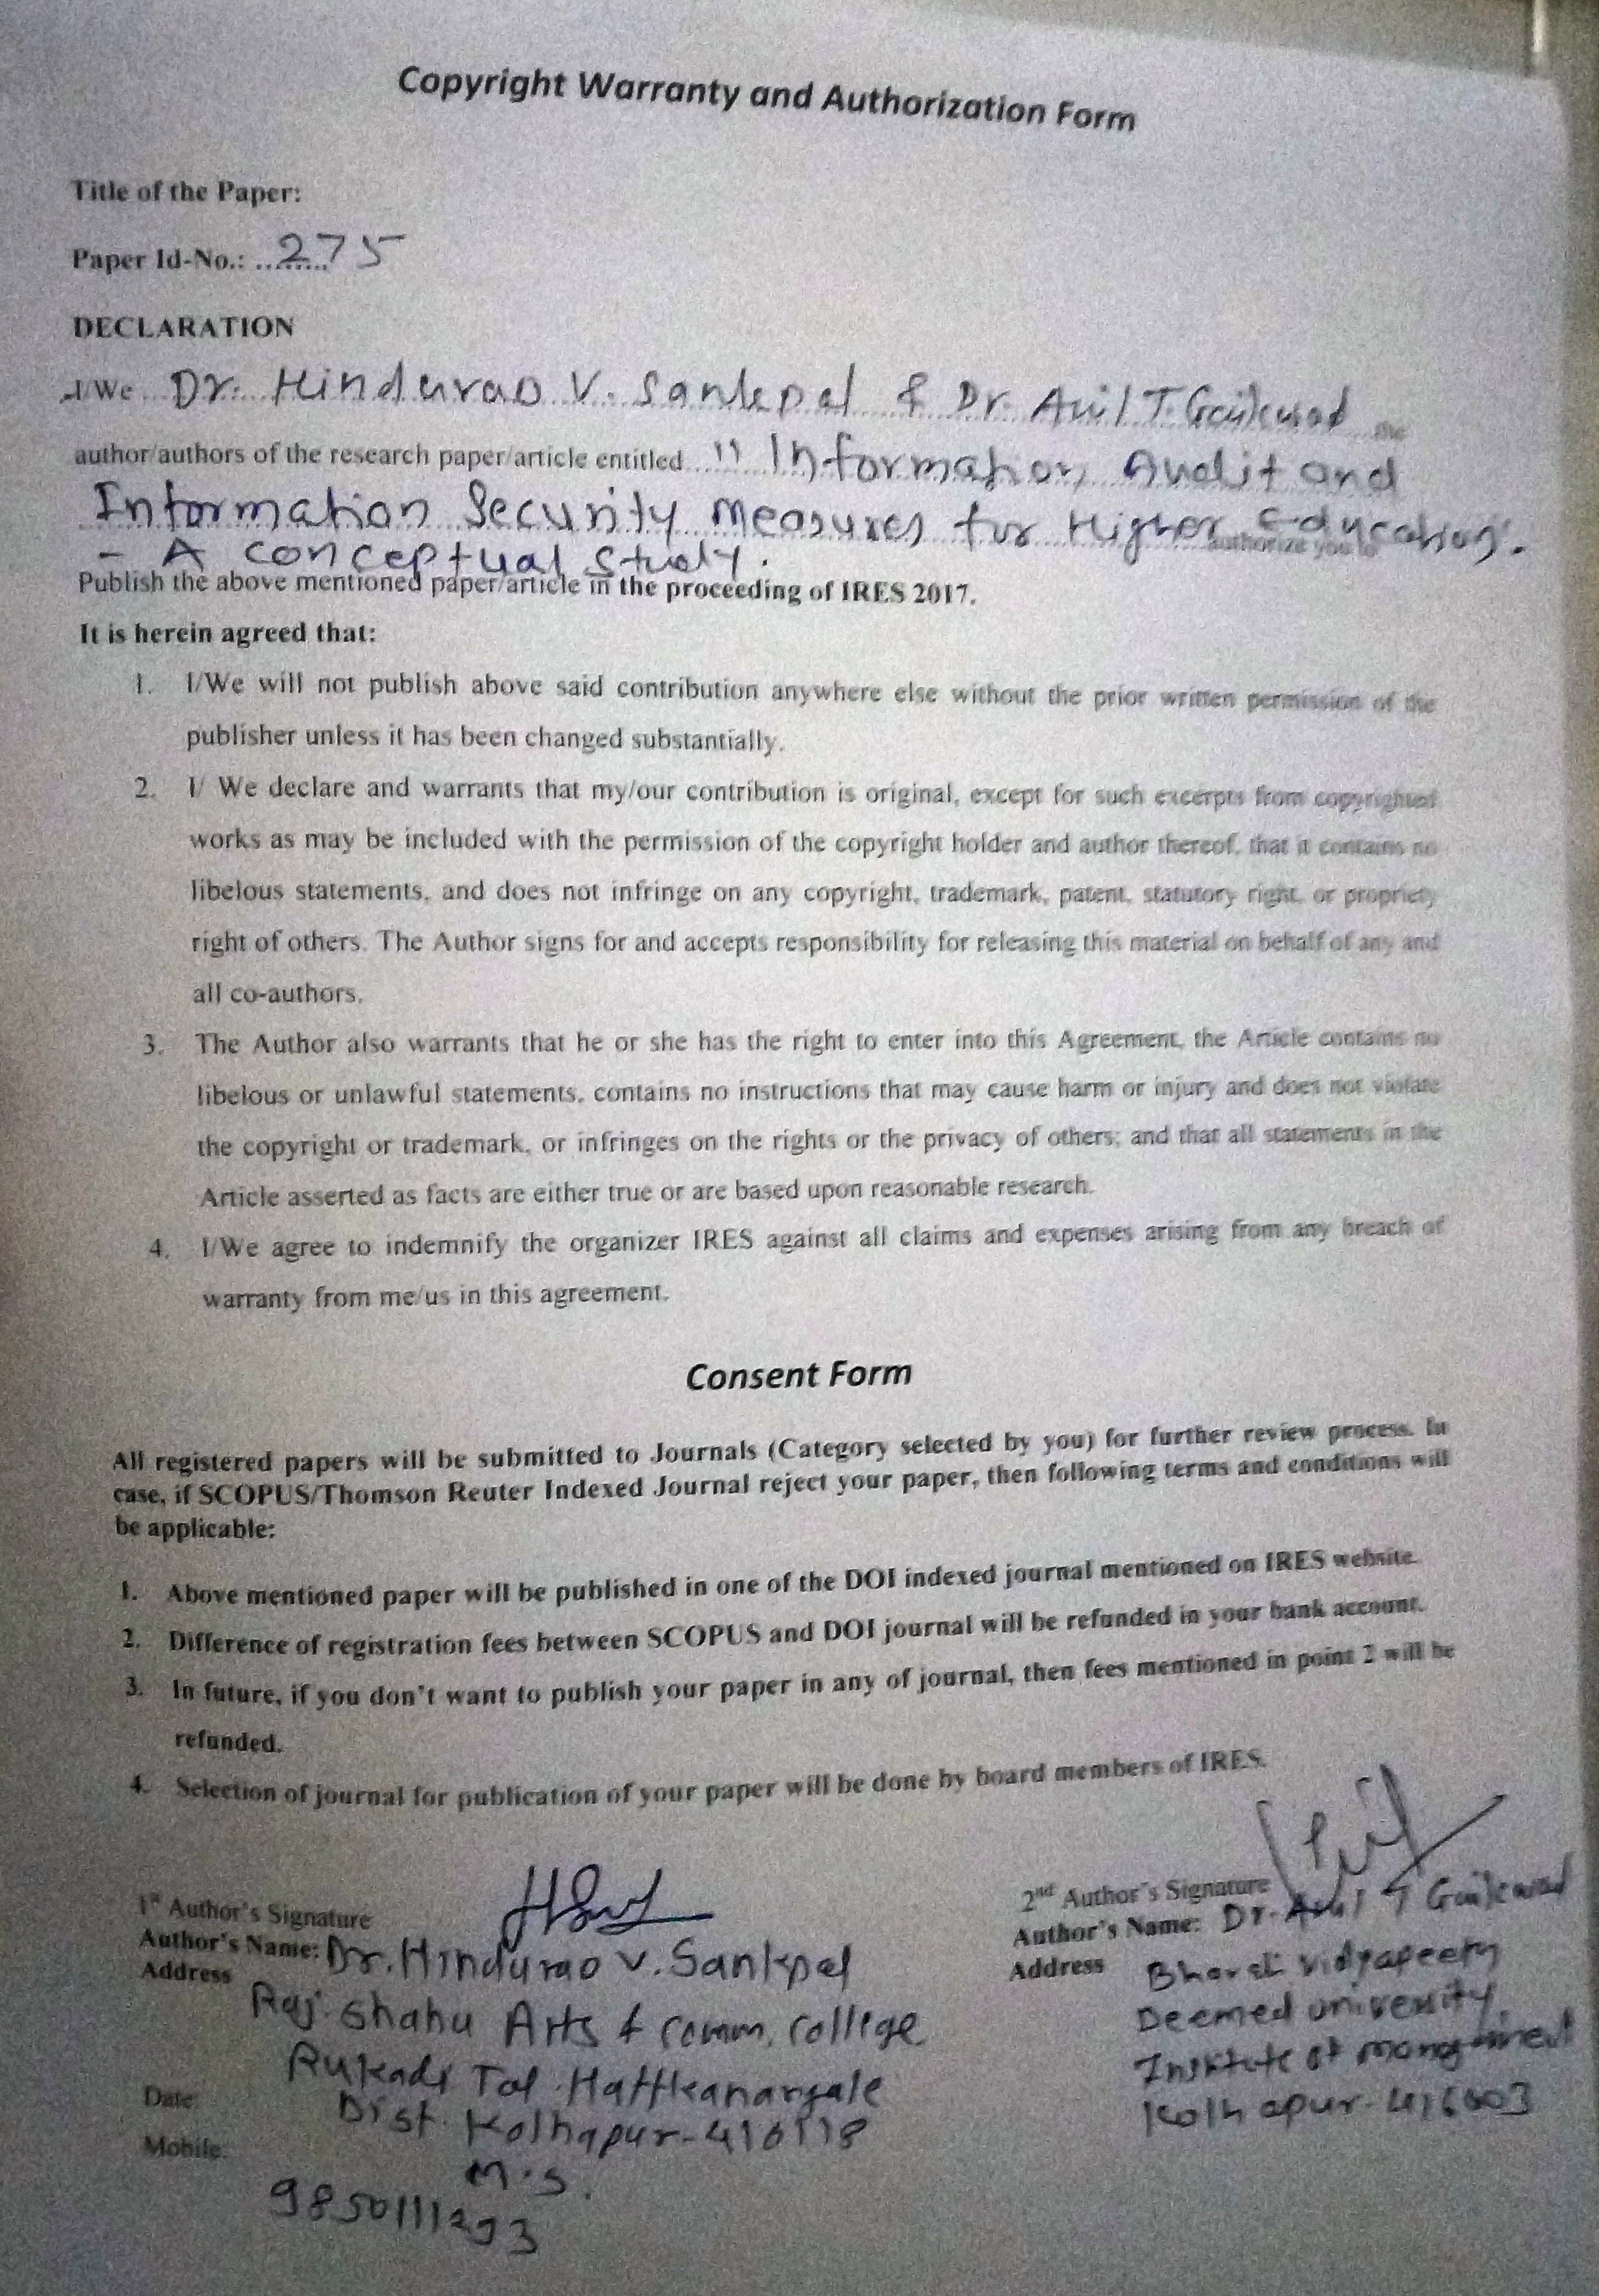 Copyright Warranty and Authorization Form
Title of the Paper:
Paper Id-No.: ......... 275
DECLARATION
I/We ... Dr. Hindurao V. Sankpal & Dr. Anil T. Gaikwad the
author/authors of the research paper/article entitled ... " Information Audit and
Information Security measures for Higher Education". authorize you to
- A conceptual study.
Publish the above mentioned paper/article in the proceeding of IRES 2017.
It is herein agreed that:
1. I/We will not publish above said contribution anywhere else without the prior written permission of the
publisher unless it has been changed substantially.
2. I/ We declare and warrants that my/our contribution is original, except for such excerpts from copyrighted
works as may be included with the permission of the copyright holder and author thereof, that it contains no
libelous statements, and does not infringe on any copyright, trademark, patent, statutory right, or propriety
right of others. The Author signs for and accepts responsibility for releasing this material on behalf of any and
all co-authors.
3. The Author also warrants that he or she has the right to enter into this Agreement, the Article contains no
libelous or unlawful statements, contains no instructions that may cause harm or injury and does not violate
the copyright or trademark, or infringes on the rights or the privacy of others; and that all statements in the
Article asserted as facts are either true or are based upon reasonable research.
4. I/We agree to indemnify the organizer IRES against all claims and expenses arising from any breach of
warranty from me/us in this agreement.
Consent Form
All registered papers will be submitted to Journals (Category selected by you) for further review process. In
case, if SCOPUS/Thomson Reuter Indexed Journal reject your paper, then following terms and conditions will
be applicable:
1. Above mentioned paper will be published in one of the DOI indexed journal mentioned on IRES website.
2. Difference of registration fees between SCOPUS and DOI journal will be refunded in your bank account.
3. In future, if you don't want to publish your paper in any of journal, then fees mentioned in point 2 will be
refunded.
4. Selection of journal for publication of your paper will be done by board members of IRES.
1st Author's Signature
Author's Name: Dr. Hindurao V. Sankpal
Address
Raj. Shahu Arts & Comm. College
Rukadi Tal. Hatkanangale
Dist. Kolhapur-416118
M.S.
Date:
Mobile:
9850111293
2nd Author's Signature
Author's Name: Dr. Anil T Gaikwad
Address Bharati Vidyapeeth
Deemed University,
Institute of Management
Kolhapur-416003